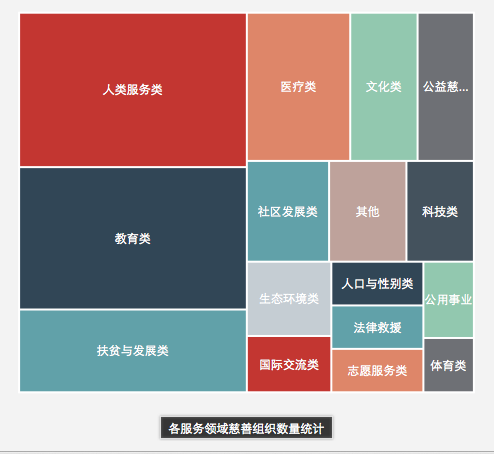 人类服务类
医疗类
文化类
公益慈...
教育类
社区发展类
其他
科技类
扶贫与发展类
生态环境类
人口与性别类
公用事业
法律救援
国际交流类
志愿服务类
体育类
各服务领域慈善组织数量统计